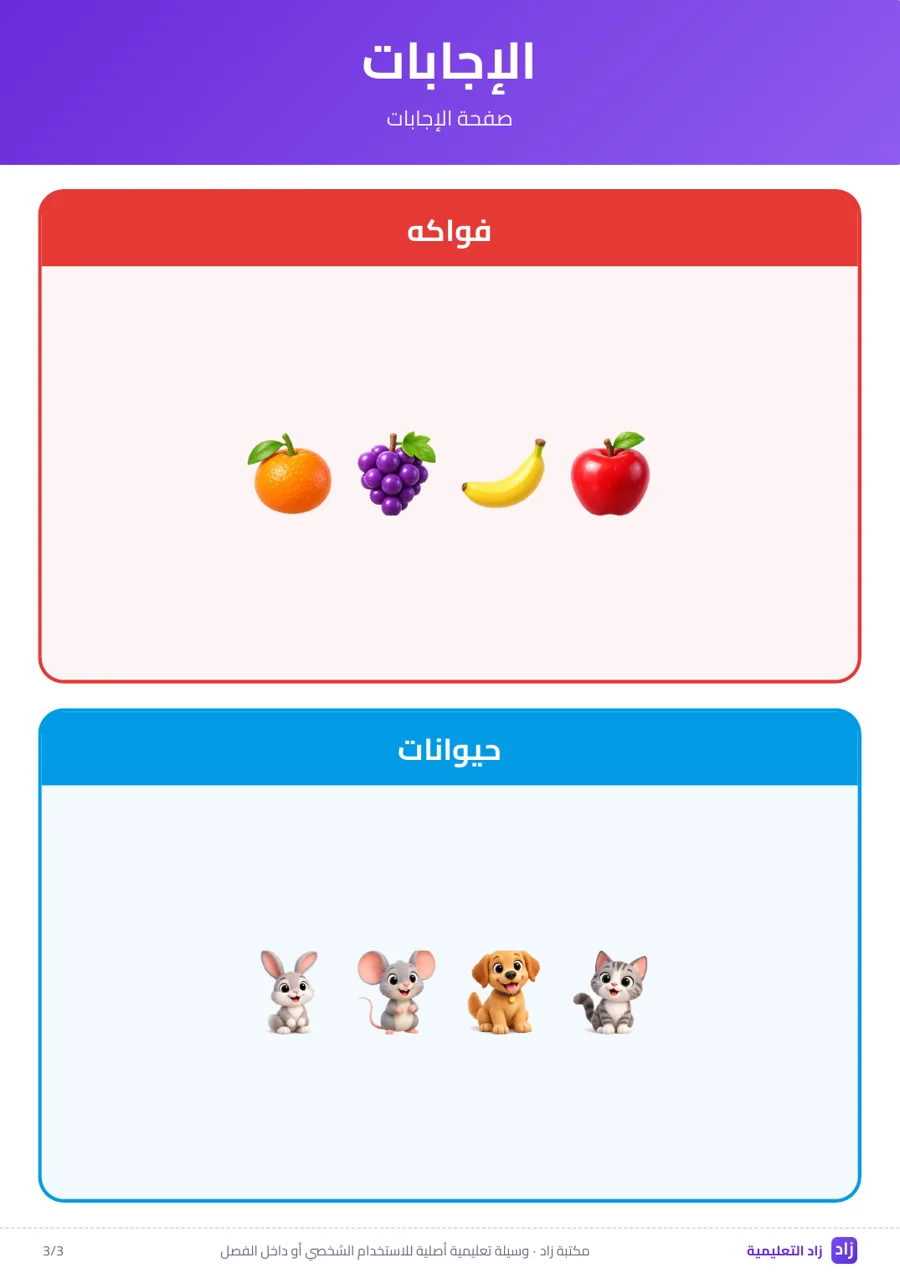 الإجابات
صفحة الإجابات
فواكه
حيوانات
زاد زاد التعليمية
مكتبة زاد · وسيلة تعليمية أصلية للاستخدام الشخصي أو داخل الفصل
3/3